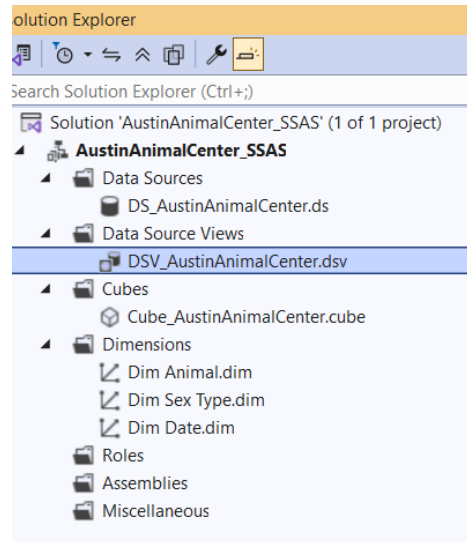 olution Explorer
Search Solution Explorer (Ctrl+;)
Solution 'AustinAnimalCenter_SSAS' (1 of 1 project)
AustinAnimalCenter_SSAS
Data Sources
DS_AustinAnimalCenter.ds
Data Source Views
DSV_AustinAnimalCenter.dsv
Cubes
Cube_AustinAnimalCenter.cube
Dimensions
Dim Animal.dim
Dim Sex Type.dim
Dim Date.dim
Roles
Assemblies
Miscellaneous